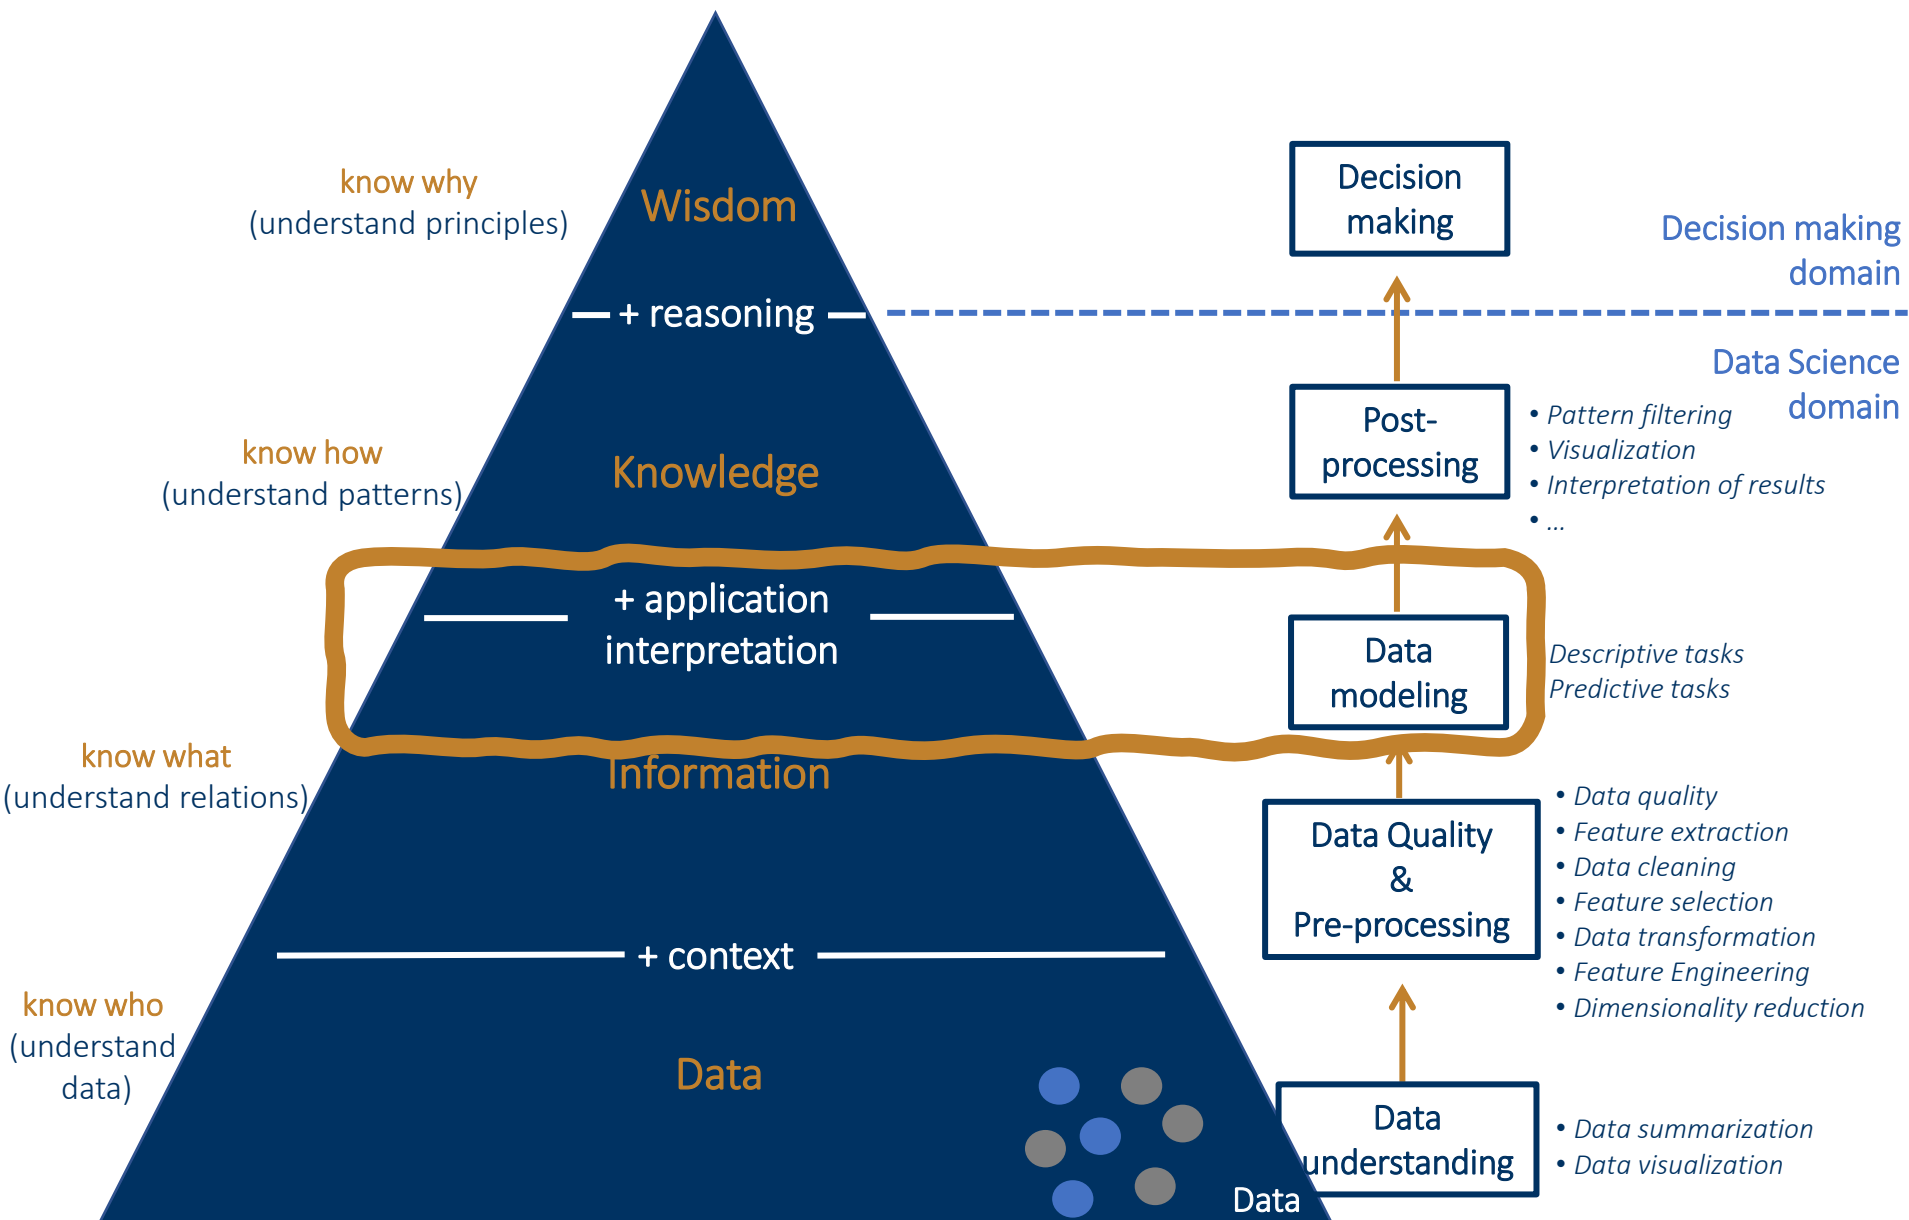 know why
(understand principles)
Wisdom
Decision
making
Decision making
domain
+ reasoning
Data Science
domain
know how
(understand patterns)
Knowledge
Post-
processing
• Pattern filtering
• Visualization
• Interpretation of results
• ...
+ application
interpretation
Data
modeling
Descriptive tasks
Predictive tasks
know what
(understand relations)
Information
Data Quality
&
Pre-processing
• Data quality
• Feature extraction
• Data cleaning
• Feature selection
• Data transformation
• Feature Engineering
• Dimensionality reduction
+ context
know who
(understand
data)
Data
Data
understanding
• Data summarization
• Data visualization
Data